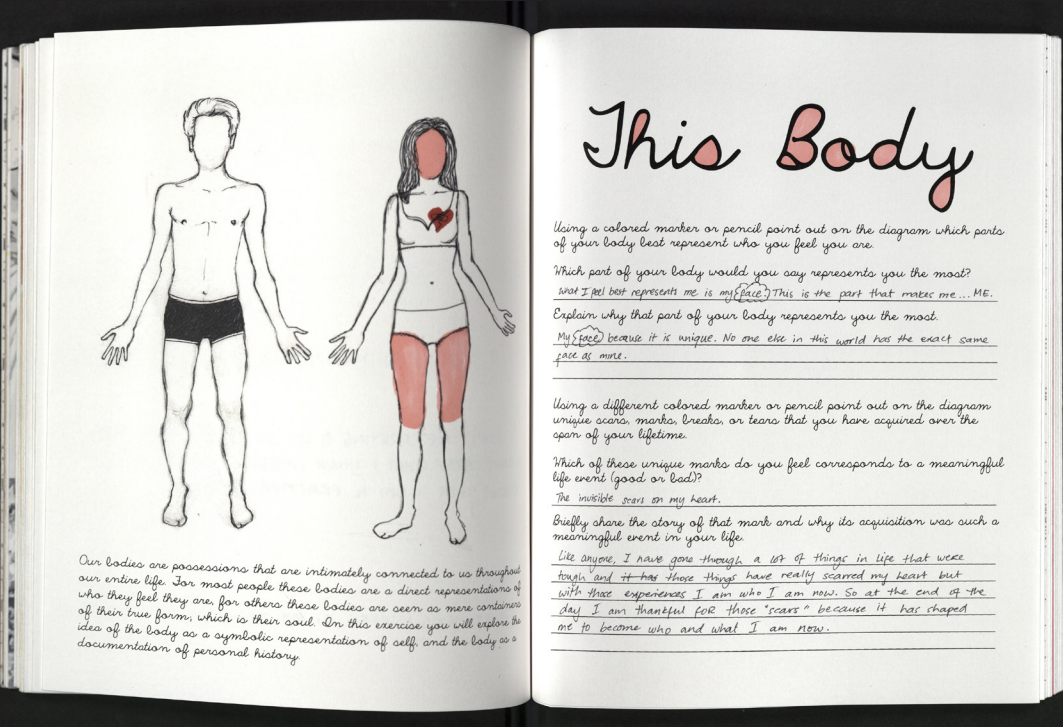 Our bodies are possessions that are intimately connected to us throughout
our entire life. For most people these bodies are a direct representations of
who they feel they are, for others these bodies are seen as mere containers
of their true form, which is their soul. In this exercise you will explore the
idea of the body as a symbolic representation of self, and the body as a
documentation of personal history.
This Body
Using a colored marker or pencil point out on the diagram which parts
of your body best represent who you feel you are.
Which part of your body would you say represents you the most?
What I feel best represents me is my face. This is the part that makes me... ME.
Explain why that part of your body represents you the most.
My face because it is unique. No one else in this world has the exact same
face as mine.
Using a different colored marker or pencil point out on the diagram
unique scars, marks, breaks, or tears that you have acquired over the
span of your lifetime.
Which of these unique marks do you feel corresponds to a meaningful
life event (good or bad)?
The invisible scars on my heart.
Briefly share the story of that mark and why its acquisition was such a
meaningful event in your life.
Like anyone, I have gone through a lot of things in life that were
tough and it has those things have really scarred my heart but
with those experiences I am who I am now. So at the end of the
day I am thankful for those "scars" because it has shaped
me to become who and what I am now.